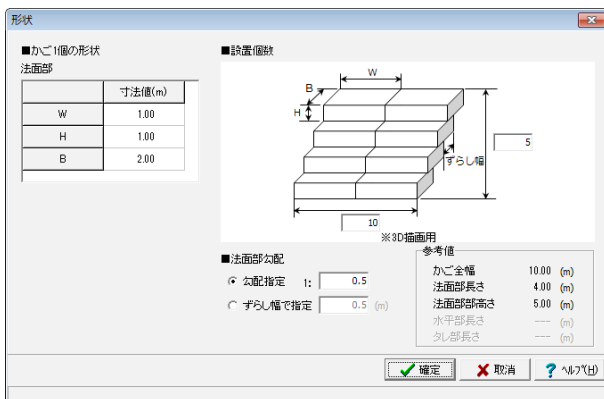 形状
■かご1個の形状
法面部
寸法値(m)
W 1.00
H 1.00
B 2.00
■設置個数
W
B
H
ずらし幅
5
10
※3D描画用
■法面部勾配
勾配指定 1: 0.5
ずらし幅で指定 0.5 (m)
参考値
かご全幅 10.00 (m)
法面部長さ 4.00 (m)
法面部部高さ 5.00 (m)
水平部長さ --- (m)
タレ部長さ --- (m)
確定
取消
? ヘルプ(H)